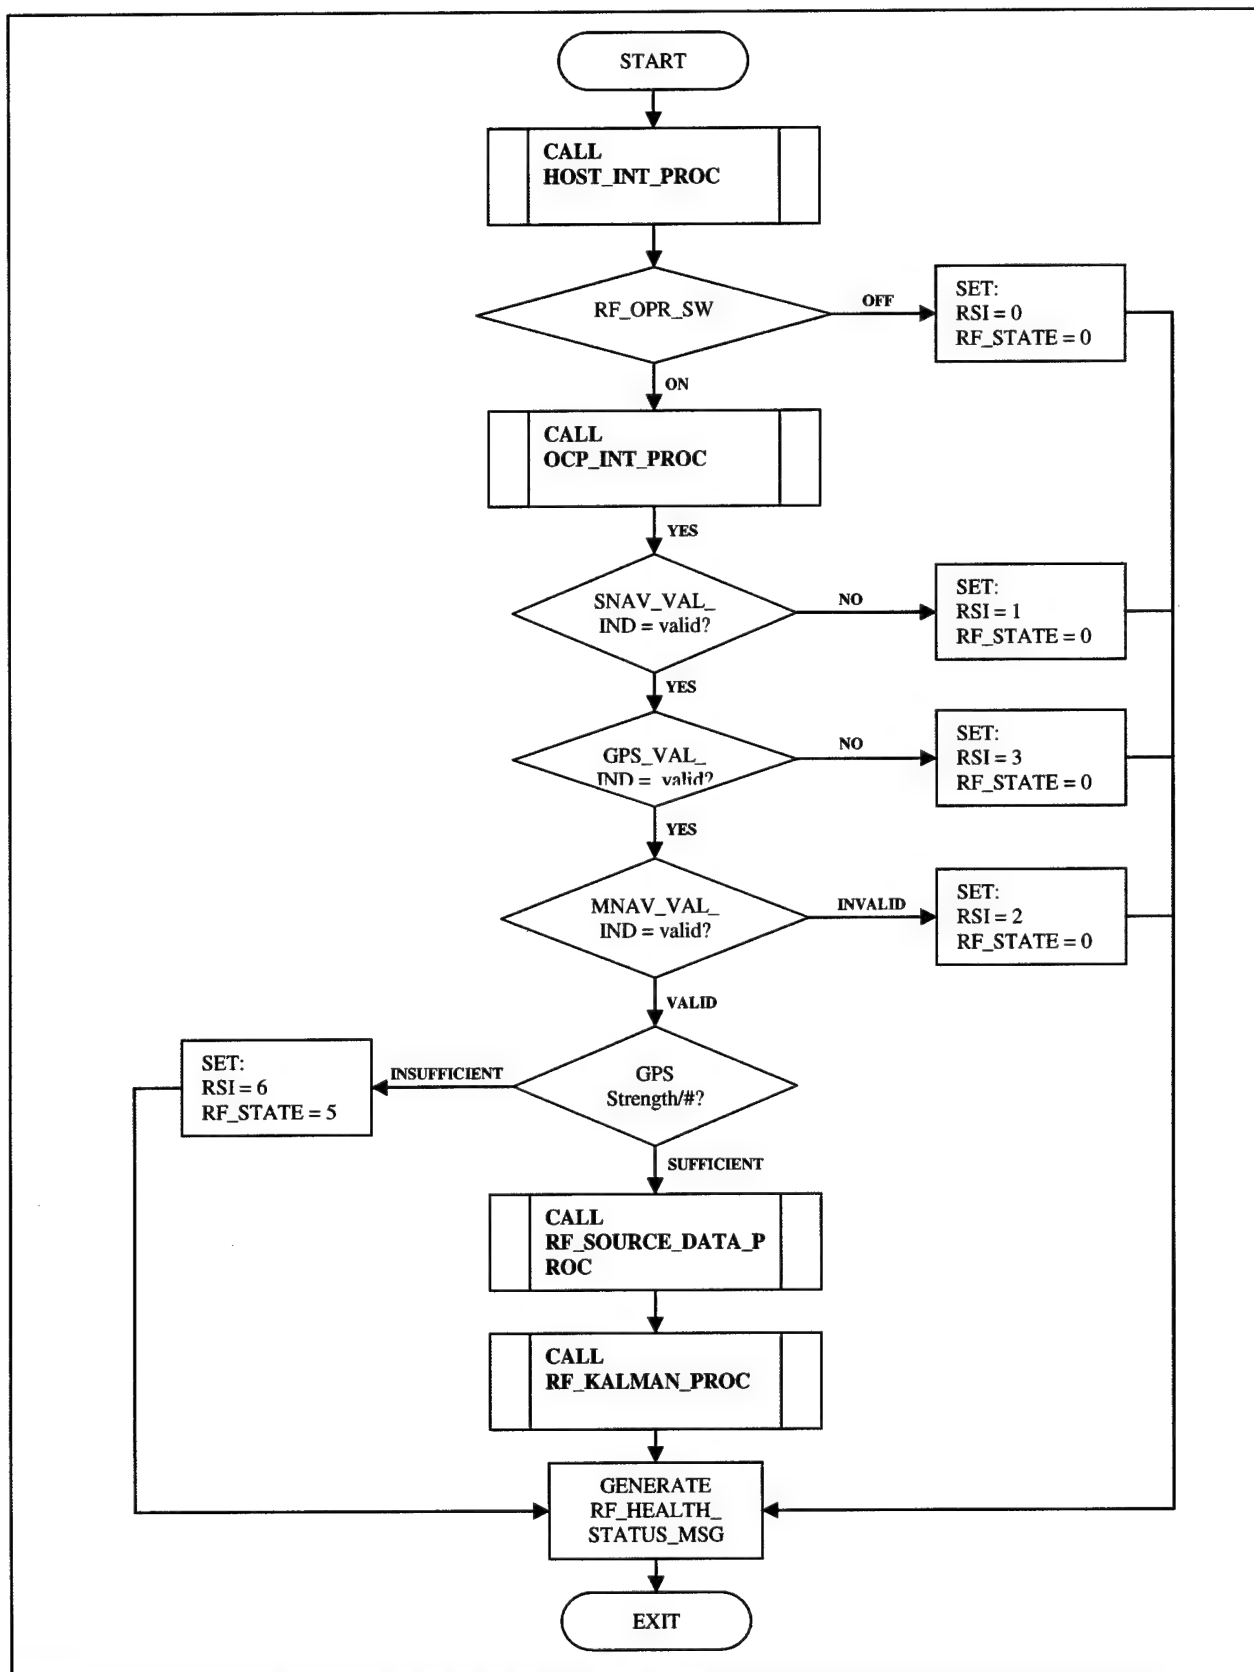 START
CALL
HOST_INT_PROC
RF_OPR_SW
OFF
SET:
RSI = 0
RF_STATE = 0
ON
CALL
OCP_INT_PROC
YES
SNAV_VAL_
IND = valid?
NO
SET:
RSI = 1
RF_STATE = 0
YES
GPS_VAL_
IND = valid?
NO
SET:
RSI = 3
RF_STATE = 0
YES
MNAV_VAL_
IND = valid?
INVALID
SET:
RSI = 2
RF_STATE = 0
VALID
GPS
Strength/#?
INSUFFICIENT
SET:
RSI = 6
RF_STATE = 5
SUFFICIENT
CALL
RF_SOURCE_DATA_P
ROC
CALL
RF_KALMAN_PROC
GENERATE
RF_HEALTH_
STATUS_MSG
EXIT